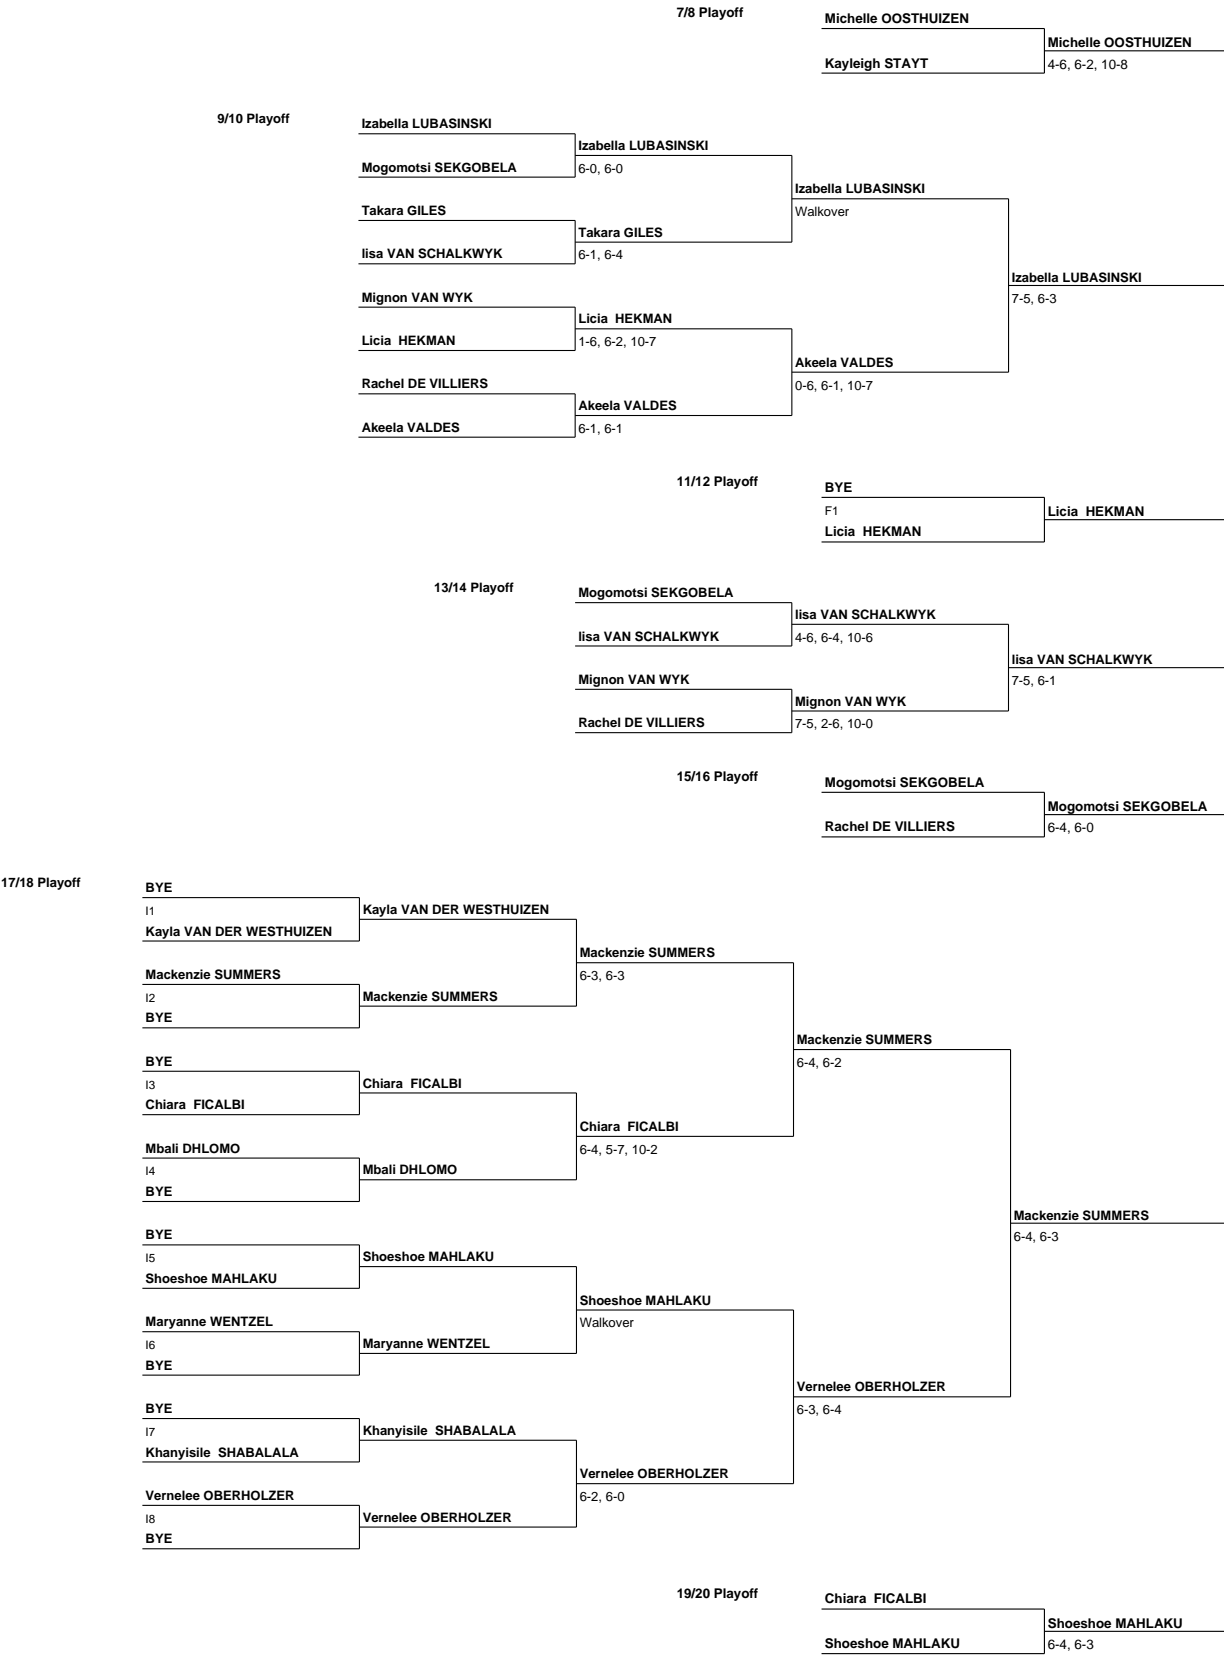 7/8 Playoff
Michelle OOSTHUIZEN
Michelle OOSTHUIZEN
Kayleigh STAYT
4-6, 6-2, 10-8
9/10 Playoff
Izabella LUBASINSKI
Izabella LUBASINSKI
Mogomotsi SEKGOBELA
6-0, 6-0
Izabella LUBASINSKI
Takara GILES
Walkover
Takara GILES
lisa VAN SCHALKWYK
6-1, 6-4
Izabella LUBASINSKI
Mignon VAN WYK
7-5, 6-3
Licia HEKMAN
Licia HEKMAN
1-6, 6-2, 10-7
Akeela VALDES
Rachel DE VILLIERS
0-6, 6-1, 10-7
Akeela VALDES
Akeela VALDES
6-1, 6-1
11/12 Playoff
BYE
F1
Licia HEKMAN
Licia HEKMAN
13/14 Playoff
Mogomotsi SEKGOBELA
lisa VAN SCHALKWYK
lisa VAN SCHALKWYK
4-6, 6-4, 10-6
lisa VAN SCHALKWYK
Mignon VAN WYK
7-5, 6-1
Mignon VAN WYK
Rachel DE VILLIERS
7-5, 2-6, 10-0
15/16 Playoff
Mogomotsi SEKGOBELA
Mogomotsi SEKGOBELA
Rachel DE VILLIERS
6-4, 6-0
17/18 Playoff
BYE
I1
Kayla VAN DER WESTHUIZEN
Kayla VAN DER WESTHUIZEN
Mackenzie SUMMERS
Mackenzie SUMMERS
6-3, 6-3
I2
Mackenzie SUMMERS
BYE
Mackenzie SUMMERS
BYE
6-4, 6-2
I3
Chiara FICALBI
Chiara FICALBI
Chiara FICALBI
Mbali DHLOMO
6-4, 5-7, 10-2
I4
Mbali DHLOMO
BYE
Mackenzie SUMMERS
BYE
6-4, 6-3
I5
Shoeshoe MAHLAKU
Shoeshoe MAHLAKU
Shoeshoe MAHLAKU
Maryanne WENTZEL
Walkover
I6
Maryanne WENTZEL
BYE
Vernelee OBERHOLZER
BYE
6-3, 6-4
I7
Khanyisile SHABALALA
Khanyisile SHABALALA
Vernelee OBERHOLZER
Vernelee OBERHOLZER
6-2, 6-0
I8
Vernelee OBERHOLZER
BYE
19/20 Playoff
Chiara FICALBI
Shoeshoe MAHLAKU
Shoeshoe MAHLAKU
6-4, 6-3